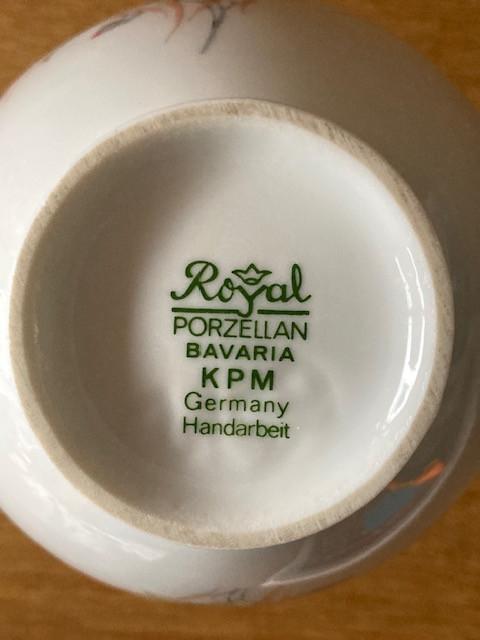 Royal
PORZELLAN
BAVARIA
KPM
Germany
Handarbeit